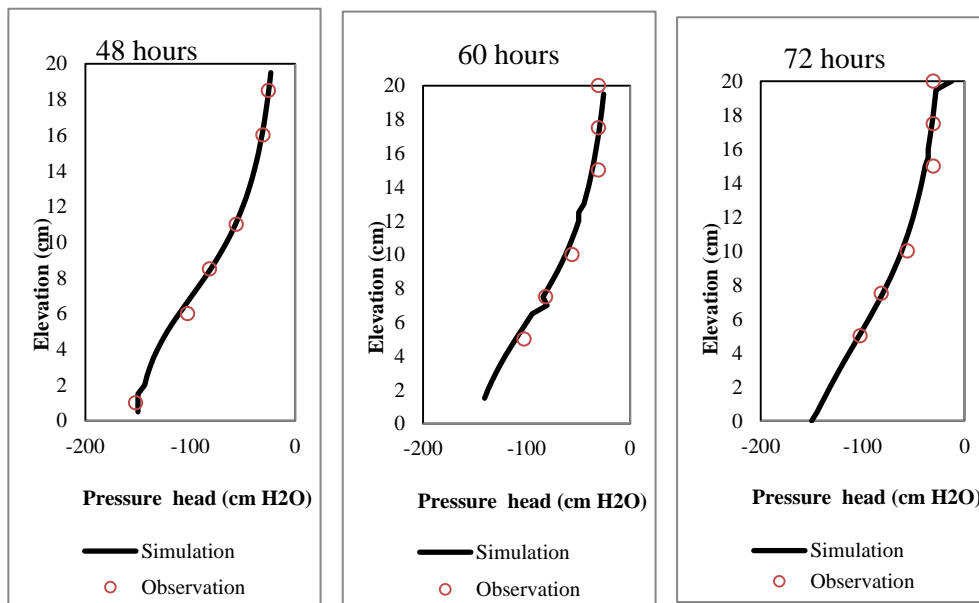 48 hours
20
18
16
14
12
10
8
6
4
2
0
Elevation (cm)
-200
-100
0
Pressure head (cm H2O)
Simulation
Observation
60 hours
20
18
16
14
12
10
8
6
4
2
0
Elevation (cm)
-200
-100
0
Pressure head (cm H2O)
Simulation
Observation
72 hours
20
18
16
14
12
10
8
6
4
2
0
Elevation (cm)
-200
-100
0
Pressure head (cm H2O)
Simulation
Observation